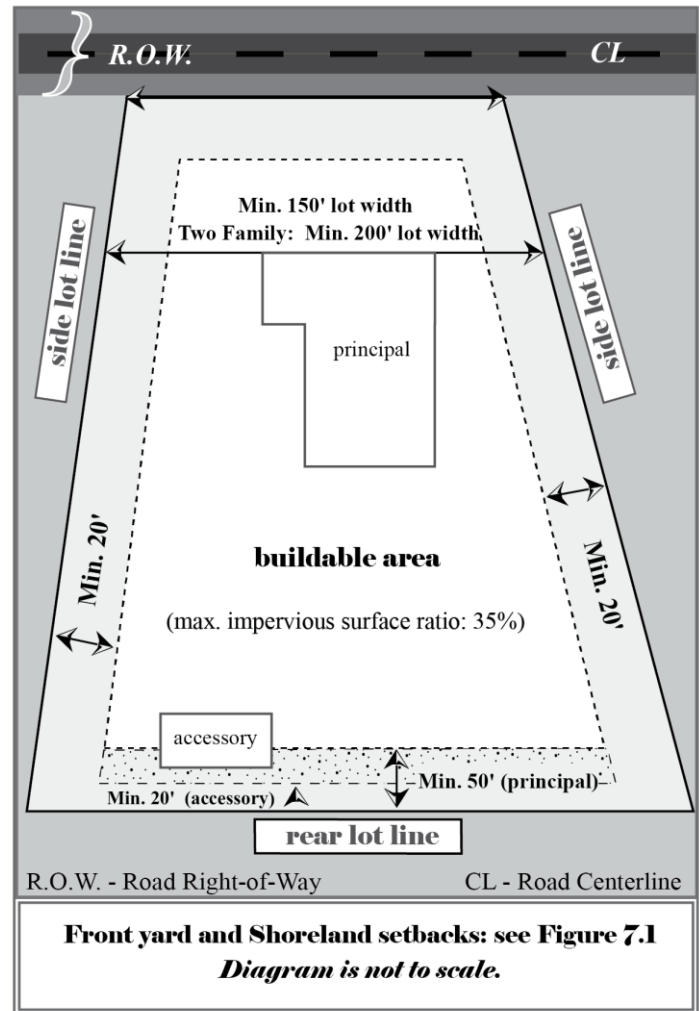 R.O.W.
CL
Min. 150' lot width
Two Family: Min. 200' lot width
side lot line
side lot line
principal
Min. 20'
Min. 20'
buildable area
(max. impervious surface ratio: 35%)
accessory
Min. 50' (principal)
Min. 20' (accessory)
rear lot line
R.O.W. - Road Right-of-Way
CL - Road Centerline
Front yard and Shoreland setbacks: see Figure 7.1
Diagram is not to scale.